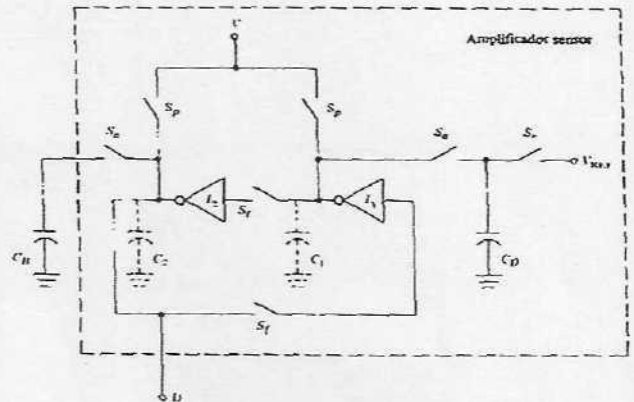 Amplificador sensor
S_p
S_p
S_a
S_a
S_r
V_REF
I_2
S_f
I_1
C_B
C_2
C_1
C_D
S_f
D